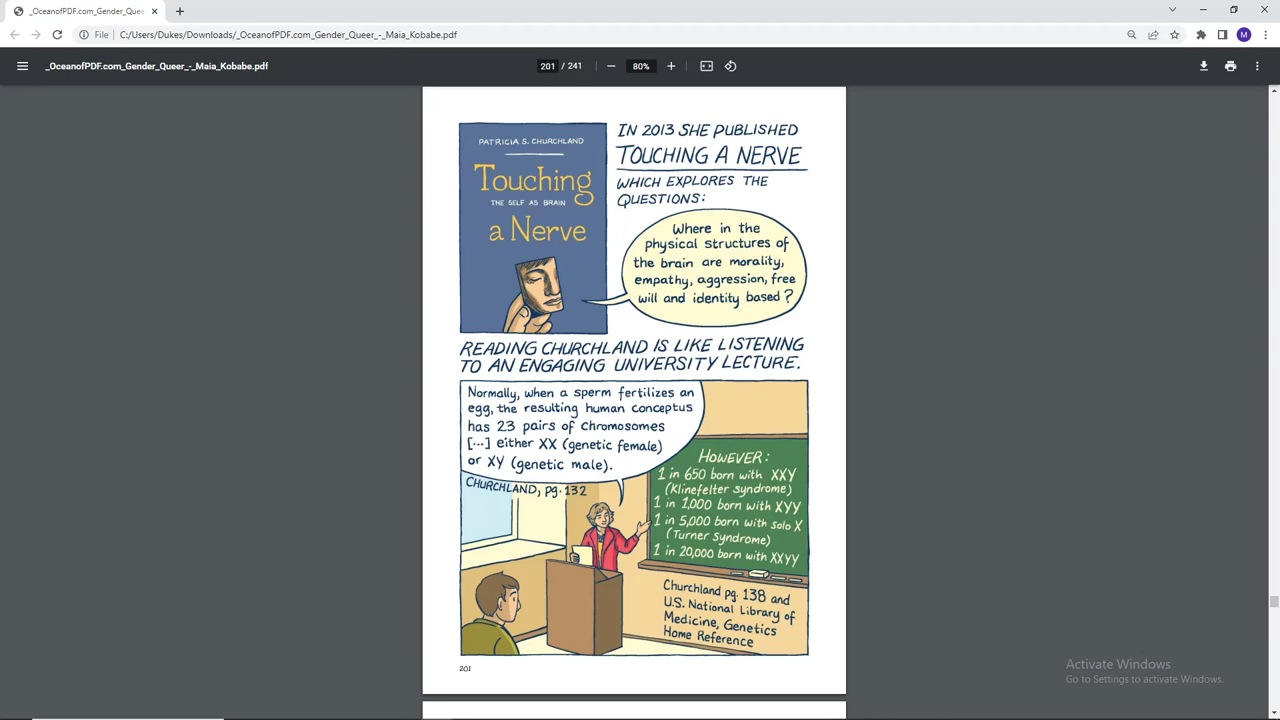 _OceanofPDF.com_Gender_Quee
File
C:/Users/Dukes/Downloads/_OceanofPDF.com_Gender_Queer_-_Maia_Kobabe.pdf
M
_OceanofPDF.com_Gender_Queer_-_Maia_Kobabe.pdf
201 / 241
80%
PATRICIA S. CHURCHLAND
Touching
THE SELF AS BRAIN
a Nerve
IN 2013 SHE PUBLISHED
TOUCHING A NERVE
WHICH EXPLORES THE
QUESTIONS:
Where in the
physical structures of
the brain are morality,
empathy, aggression, free
will and identity based?
READING CHURCHLAND IS LIKE LISTENING
TO AN ENGAGING UNIVERSITY LECTURE.
Normally, when a sperm fertilizes an
egg, the resulting human conceptus
has 23 pairs of chromosomes
[...] either XX (genetic female)
or XY (genetic male).
CHURCHLAND, pg. 132
HOWEVER:
1 in 650 born with XXY
(Klinefelter syndrome)
1 in 1,000 born with XYY
1 in 5,000 born with solo X
(Turner Syndrome)
1 in 20,000 born with XXYY
Churchland pg. 138 and
U.S. National Library of
Medicine, Genetics
Home Reference
201
Activate Windows
Go to Settings to activate Windows.